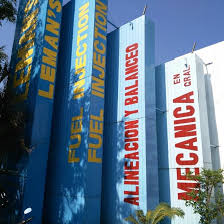 LEMAN'S
FUEL INJECTION
FUEL INJECTION
ALINEACION Y BALANCEO
MECANICA
EN
GRAL.